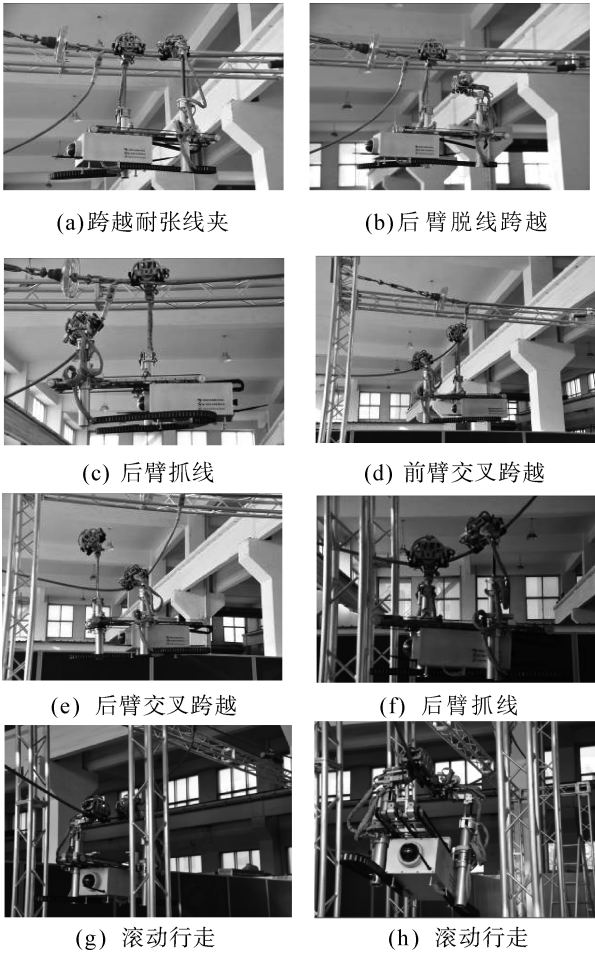 (a)跨越耐张线夹
(b)后臂脱线跨越
(c) 后臂抓线
(d) 前臂交叉跨越
(e) 后臂交叉跨越
(f) 后臂抓线
(g) 滚动行走
(h) 滚动行走